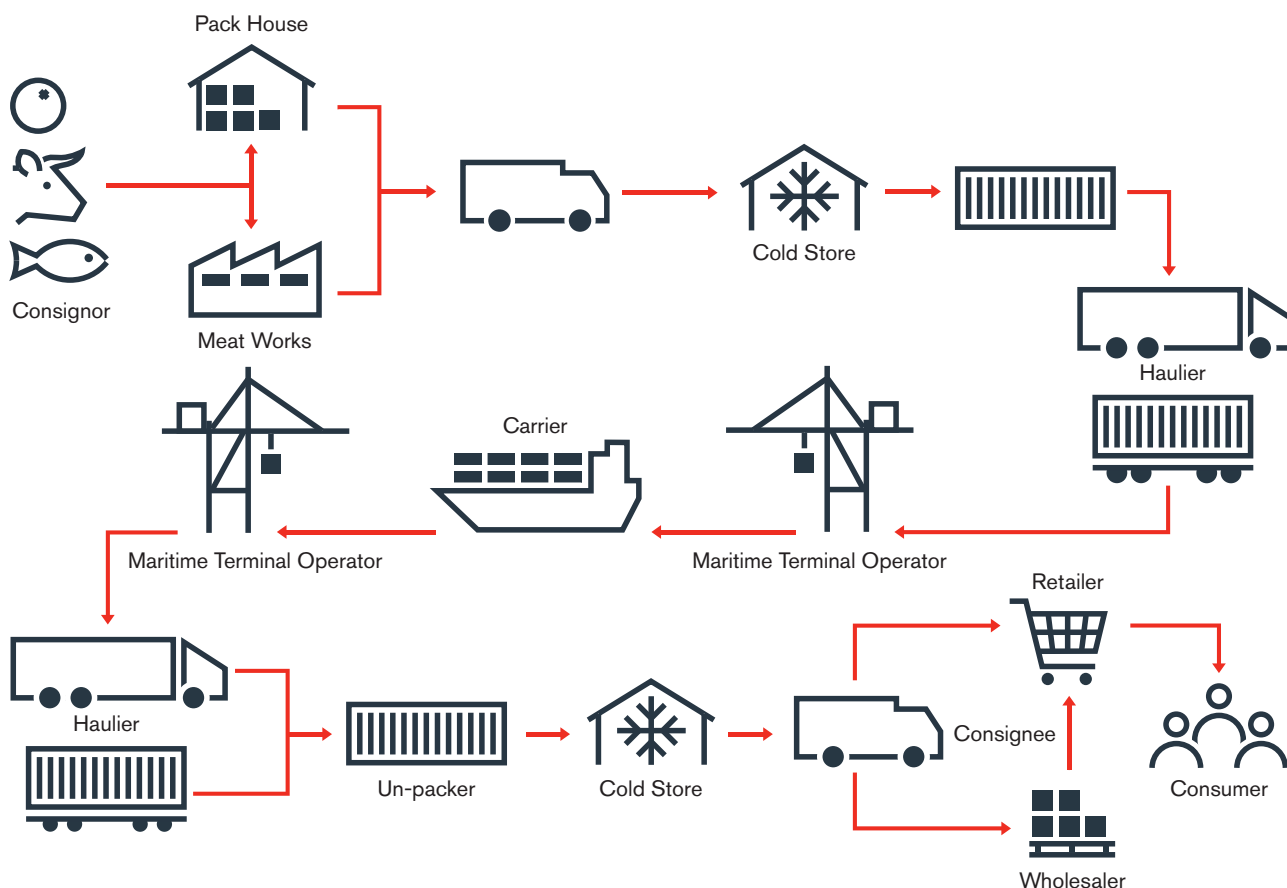 Pack House
Consignor
Meat Works
Cold Store
Haulier
Maritime Terminal Operator
Carrier
Maritime Terminal Operator
Haulier
Un-packer
Cold Store
Consignee
Retailer
Wholesaler
Consumer